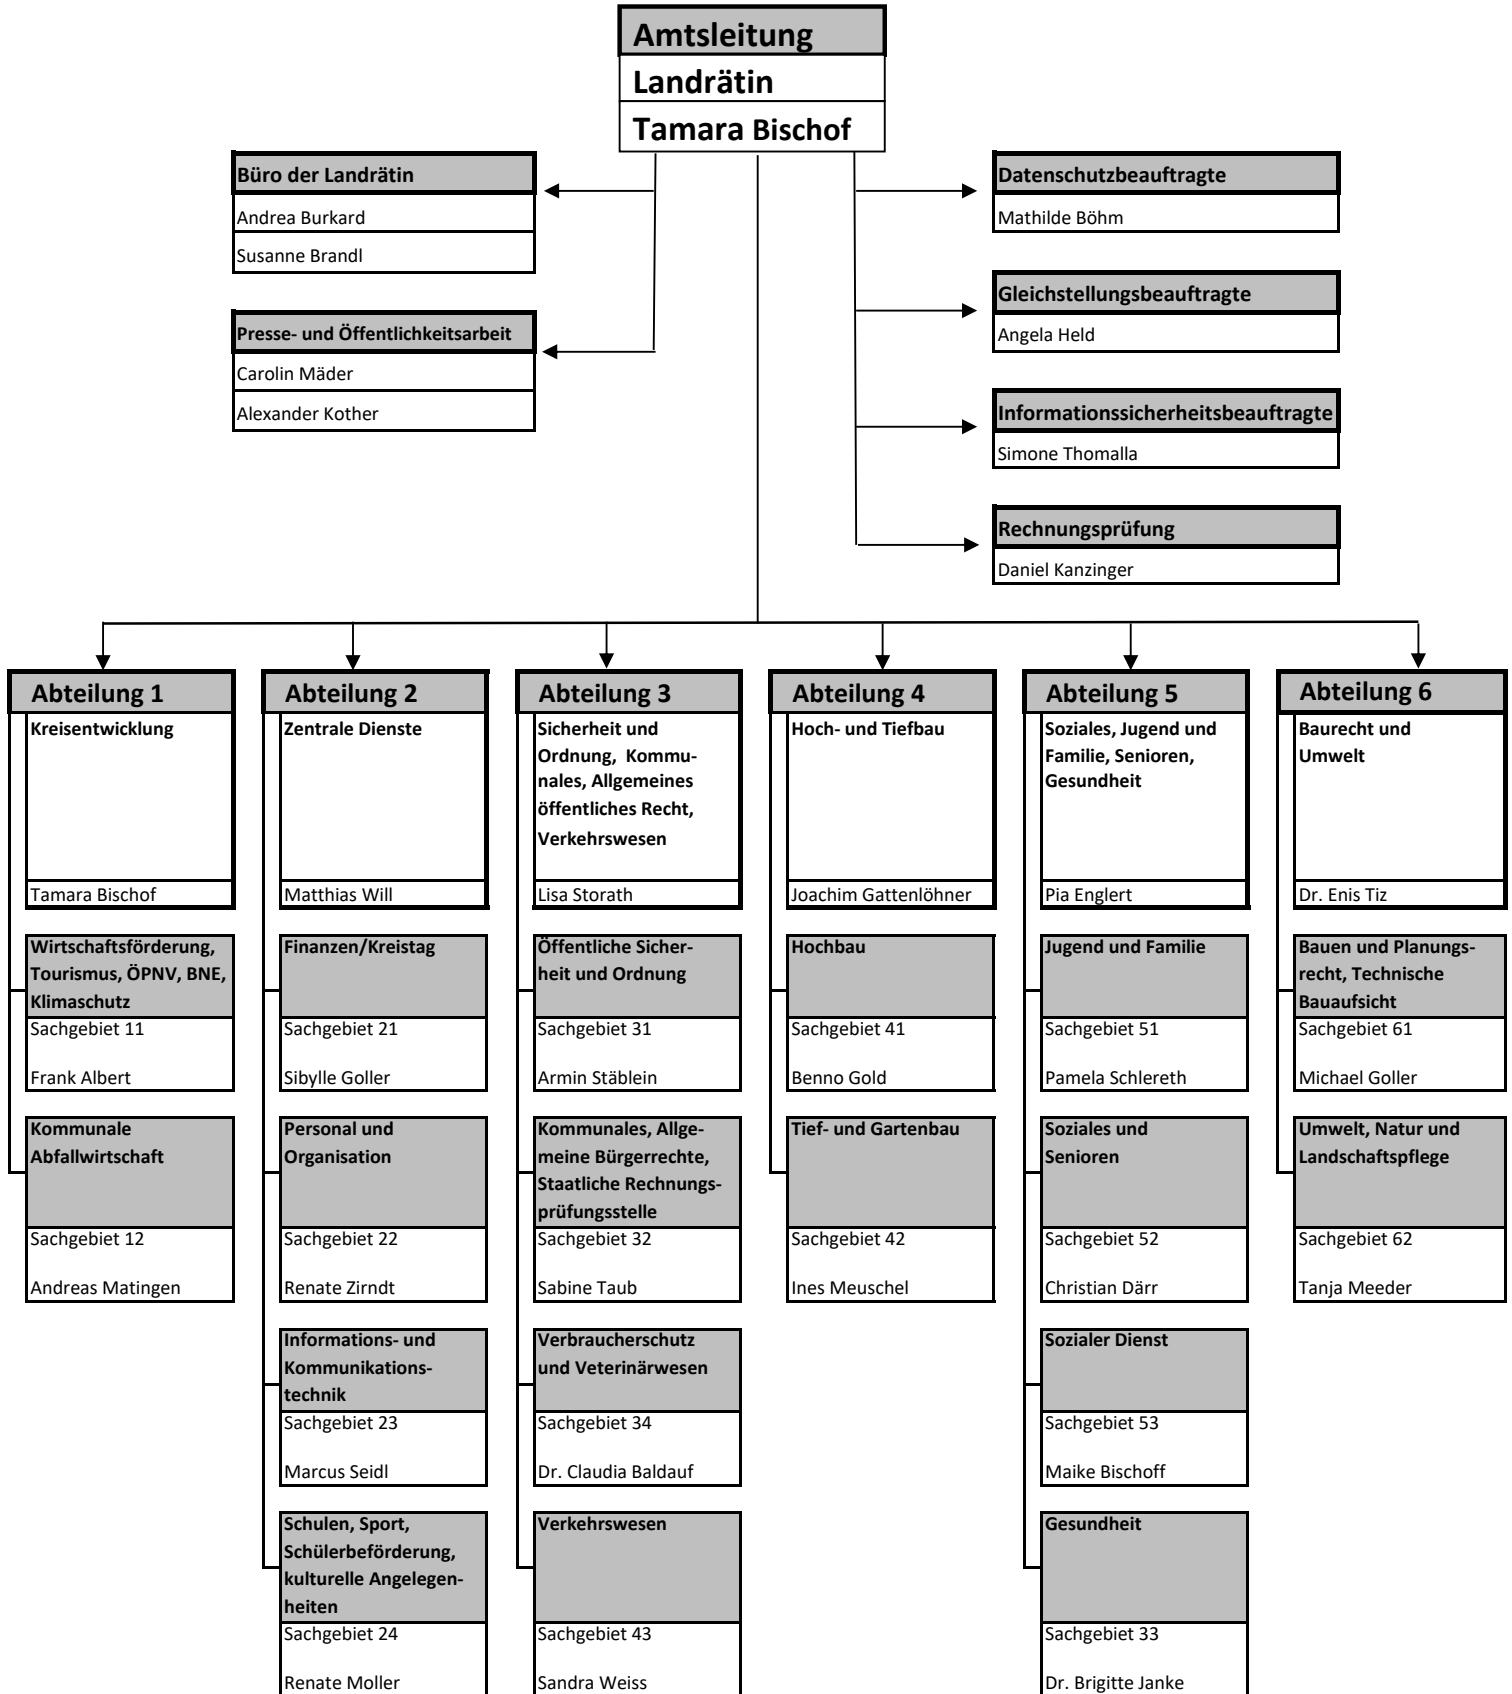 Amtsleitung
Landrätin
Tamara Bischof
Büro der Landrätin
Andrea Burkard
Susanne Brandl
Presse- und Öffentlichkeitsarbeit
Carolin Mäder
Alexander Kother
Datenschutzbeauftragte
Mathilde Böhm
Gleichstellungsbeauftragte
Angela Held
Informationssicherheitsbeauftragte
Simone Thomalla
Rechnungsprüfung
Daniel Kanzinger
Abteilung 1
Kreisentwicklung
Tamara Bischof
Wirtschaftsförderung,
Tourismus, ÖPNV, BNE,
Klimaschutz
Sachgebiet 11
Frank Albert
Kommunale
Abfallwirtschaft
Sachgebiet 12
Andreas Matingen
Abteilung 2
Zentrale Dienste
Matthias Will
Finanzen/Kreistag
Sachgebiet 21
Sibylle Goller
Personal und
Organisation
Sachgebiet 22
Renate Zirndt
Informations- und
Kommunikations-
technik
Sachgebiet 23
Marcus Seidl
Schulen, Sport,
Schülerbeförderung,
kulturelle Angelegen-
heiten
Sachgebiet 24
Renate Moller
Abteilung 3
Sicherheit und
Ordnung, Kommu-
nales, Allgemeines
öffentliches Recht,
Verkehrswesen
Lisa Storath
Öffentliche Sicher-
heit und Ordnung
Sachgebiet 31
Armin Stäblein
Kommunales, Allge-
meine Bürgerrechte,
Staatliche Rechnungs-
prüfungsstelle
Sachgebiet 32
Sabine Taub
Verbraucherschutz
und Veterinärwesen
Sachgebiet 34
Dr. Claudia Baldauf
Verkehrswesen
Sachgebiet 43
Sandra Weiss
Abteilung 4
Hoch- und Tiefbau
Joachim Gattenlöhner
Hochbau
Sachgebiet 41
Benno Gold
Tief- und Gartenbau
Sachgebiet 42
Ines Meuschel
Abteilung 5
Soziales, Jugend und
Familie, Senioren,
Gesundheit
Pia Englert
Jugend und Familie
Sachgebiet 51
Pamela Schlereth
Soziales und
Senioren
Sachgebiet 52
Christian Därr
Sozialer Dienst
Sachgebiet 53
Maike Bischoff
Gesundheit
Sachgebiet 33
Dr. Brigitte Janke
Abteilung 6
Baurecht und
Umwelt
Dr. Enis Tiz
Bauen und Planungs-
recht, Technische
Bauaufsicht
Sachgebiet 61
Michael Goller
Umwelt, Natur und
Landschaftspflege
Sachgebiet 62
Tanja Meeder